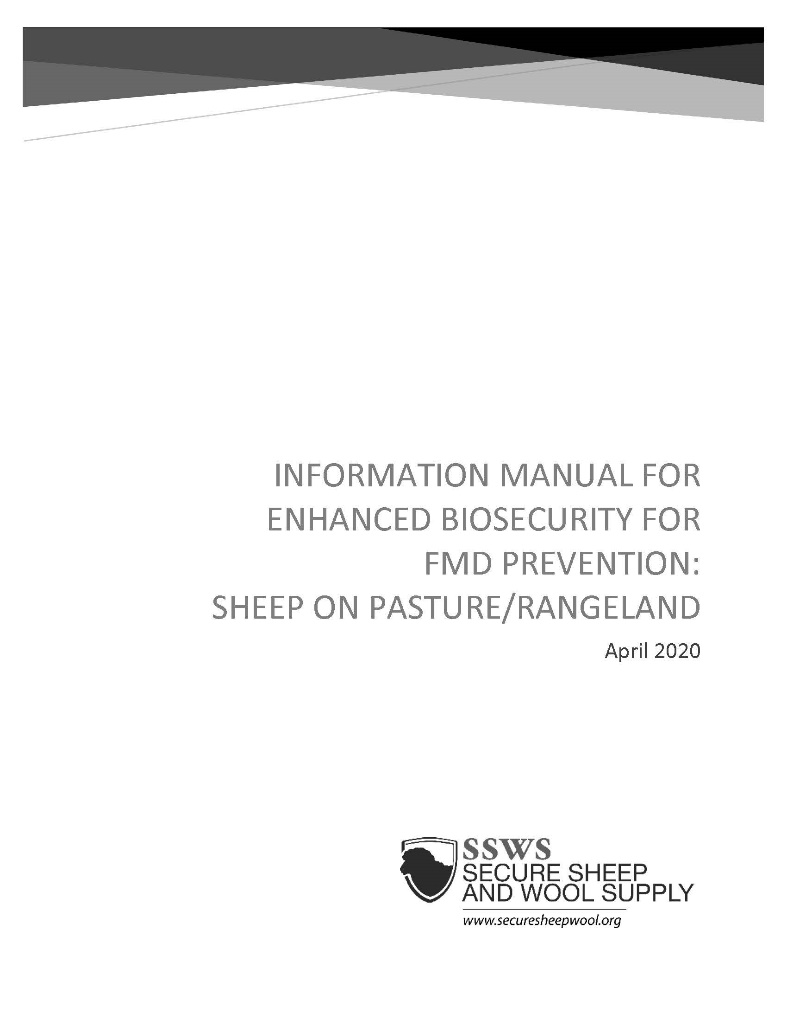 INFORMATION MANUAL FOR
ENHANCED BIOSECURITY FOR
FMD PREVENTION:
SHEEP ON PASTURE/RANGELAND
April 2020
SSWS
SECURE SHEEP
AND WOOL SUPPLY
www.securesheepwool.org